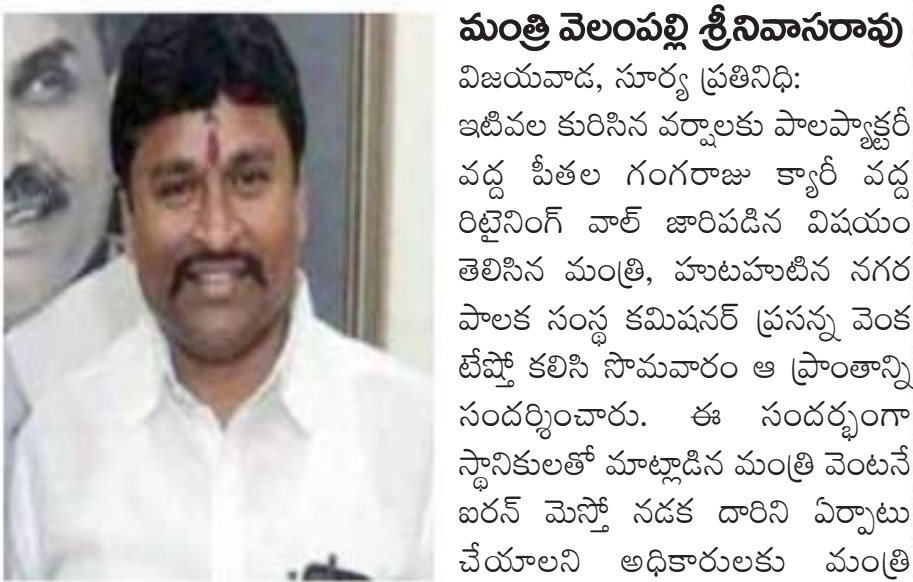 మంత్రి వెలంపల్లి శ్రీనివాసరావు
విజయవాడ, సూర్య ప్రతినిధి:
ఇటివల కురిసిన వర్షాలకు పాలప్యాక్టరీ
వద్ద పీతల గంగరాజు క్యారీ వద్ద
రిటైనింగ్ వాల్ జారిపడిన విషయం
తెలిసిన మంత్రి, హుటహుటిన నగర
పాలక సంస్థ కమిషనర్ ప్రసన్న వెంక
టేష్తో కలిసి సొమవారం ఆ ప్రాంతాన్ని
సందర్శించారు. ఈ సందర్భంగా
స్థానికులతో మాట్లాడిన మంత్రి వెంటనే
ఐరన్ మెస్తో నడక దారిని ఏర్పాటు
చేయాలని అధికారులకు మంత్రి